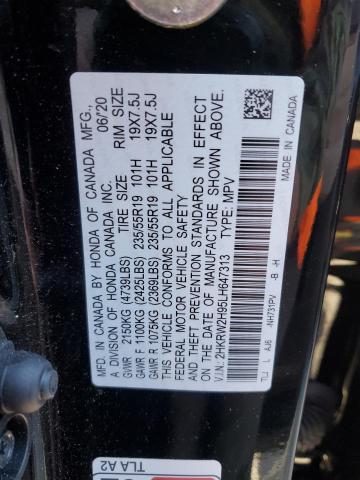 MFD. IN CANADA BY HONDA OF CANADA MFG.,
A DIVISION OF HONDA CANADA INC. 06/20
TIRE SIZE RIM SIZE
GVWR 2150KG (4739LBS)
GAWR F 1100KG (2425LBS) 235/55R19 101H 19X7.5J
GAWR R 1075KG (2369LBS) 235/55R19 101H 19X7.5J
THIS VEHICLE CONFORMS TO ALL APPLICABLE
FEDERAL MOTOR VEHICLE SAFETY
& THEFT PREVENTION STANDARDS IN EFFECT
ON THE DATE OF MANUFACTURE SHOWN ABOVE.
V.I.N.: 2HKRW2H95LH647313 TYPE: MPV
TLJ L AJ6 -NH731PV -B -H
MADE IN CANADA
TLA A2